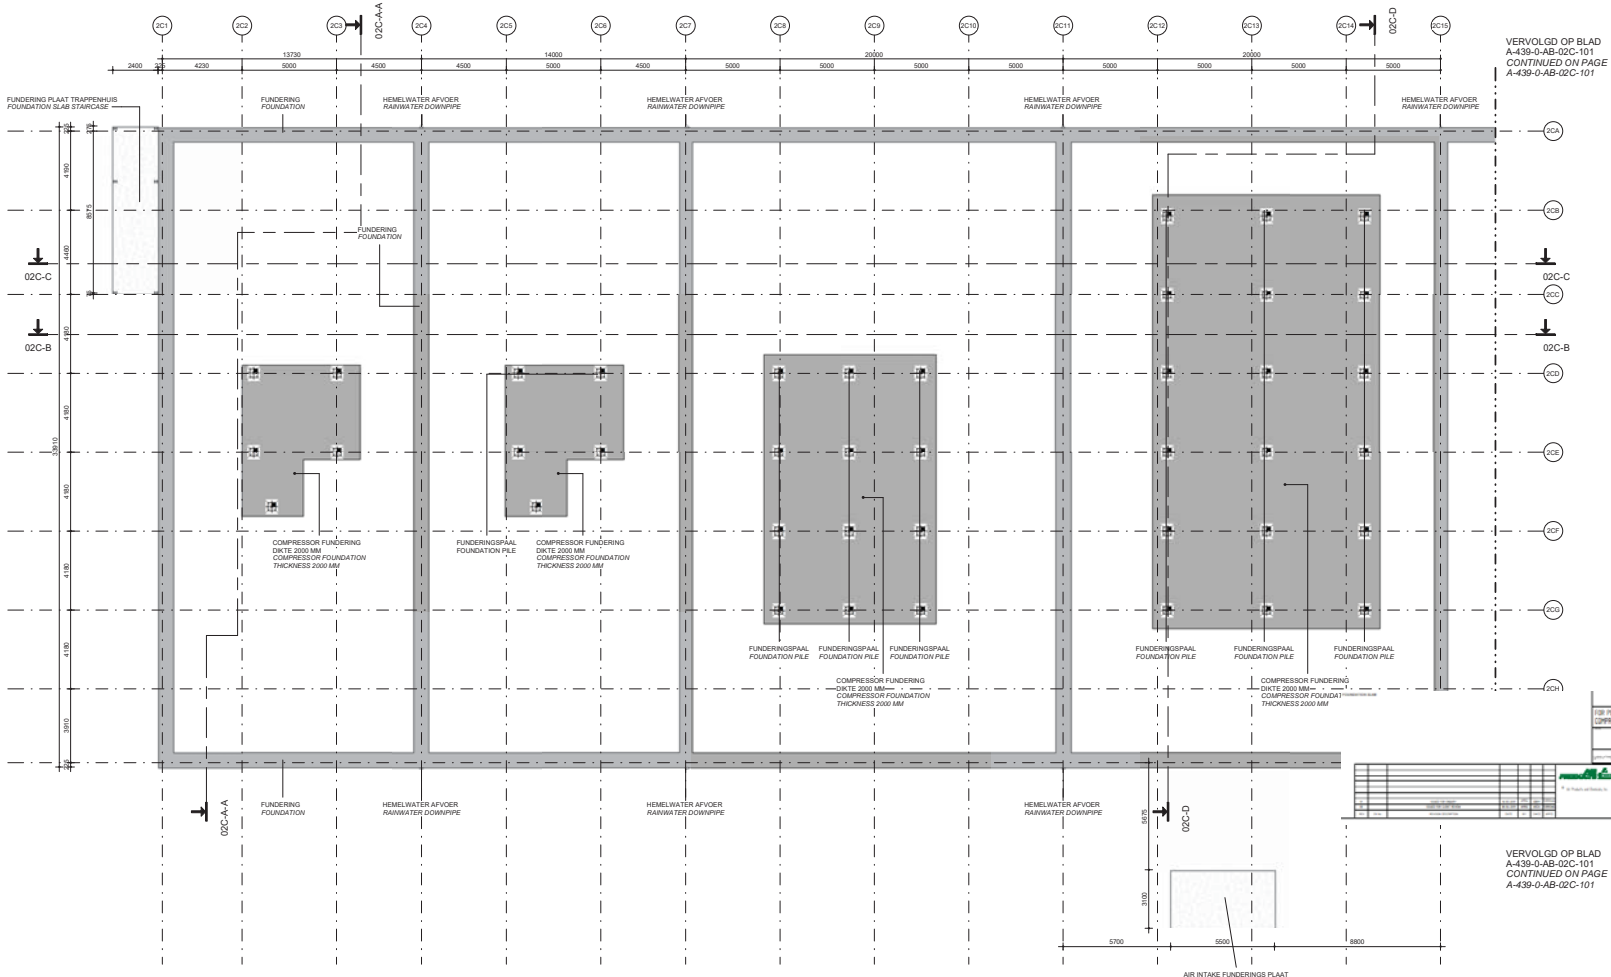 2C1
2C2
2C3
02C-A-A
2C4
2C5
2C6
2C7
2C8
2C9
2C10
2C11
2C12
2C13
2C14
02C-D
2C15
VERVOLGD OP BLAD
A-439-0-AB-02C-101
CONTINUED ON PAGE
A-439-0-AB-02C-101
13730
14000
20000
20000
2400
225
4230
5000
4500
4500
5000
4500
5000
5000
5000
5000
5000
5000
5000
5000
FUNDERING PLAAT TRAPPENHUIS
FOUNDATION SLAB STAIRCASE
FUNDERING
FOUNDATION
HEMELWATER AFVOER
RAINWATER DOWNPIPE
HEMELWATER AFVOER
RAINWATER DOWNPIPE
HEMELWATER AFVOER
RAINWATER DOWNPIPE
HEMELWATER AFVOER
RAINWATER DOWNPIPE
2CA
225
4190
8575
4460
4180
4180
33910
4180
4180
4180
3910
225
2CB
FUNDERING
FOUNDATION
02C-C
02C-C
2CC
02C-B
02C-B
2CD
2CE
2CF
COMPRESSOR FUNDERING
DIKTE 2000 MM
COMPRESSOR FOUNDATION
THICKNESS 2000 MM
FUNDERINGSPAAL
FOUNDATION PILE
COMPRESSOR FUNDERING
DIKTE 2000 MM
COMPRESSOR FOUNDATION
THICKNESS 2000 MM
2CG
FUNDERINGSPAAL
FOUNDATION PILE
FUNDERINGSPAAL
FOUNDATION PILE
FUNDERINGSPAAL
FOUNDATION PILE
FUNDERINGSPAAL
FOUNDATION PILE
FUNDERINGSPAAL
FOUNDATION PILE
FUNDERINGSPAAL
FOUNDATION PILE
COMPRESSOR FUNDERING
DIKTE 2000 MM
COMPRESSOR FOUNDATION
THICKNESS 2000 MM
COMPRESSOR FUNDERING
DIKTE 2000 MM
COMPRESSOR FOUNDAT
THICKNESS 2000 MM
2CH
AIR
PRODUCTS
FUNDERING
FOUNDATION
HEMELWATER AFVOER
RAINWATER DOWNPIPE
HEMELWATER AFVOER
RAINWATER DOWNPIPE
HEMELWATER AFVOER
RAINWATER DOWNPIPE
02C-A-A
02C-D
5675
3100
VERVOLGD OP BLAD
A-439-0-AB-02C-101
CONTINUED ON PAGE
A-439-0-AB-02C-101
5700
5500
8800
AIR INTAKE FUNDERINGS PLAAT